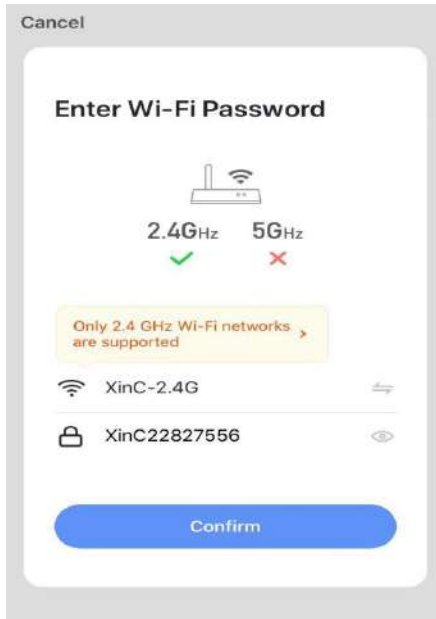 Cancel
Enter Wi-Fi Password
2.4GHz 5GHz
Only 2.4 GHz Wi-Fi networks
are supported
XinC-2.4G
XinC22827556
Confirm